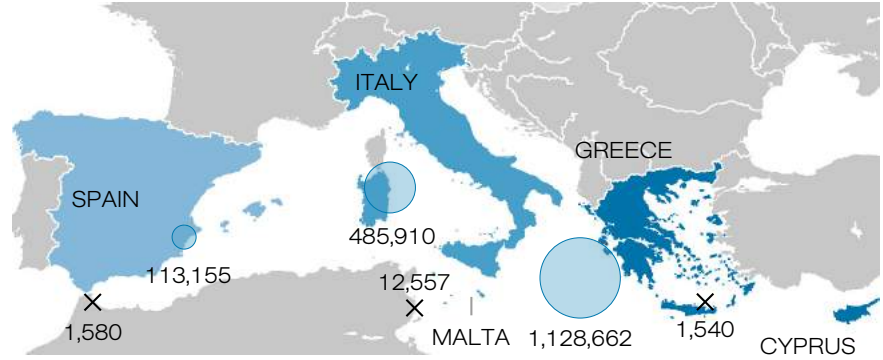 ITALY
GREECE
SPAIN
485,910
113,155
12,557
1,580
MALTA
1,128,662
1,540
CYPRUS